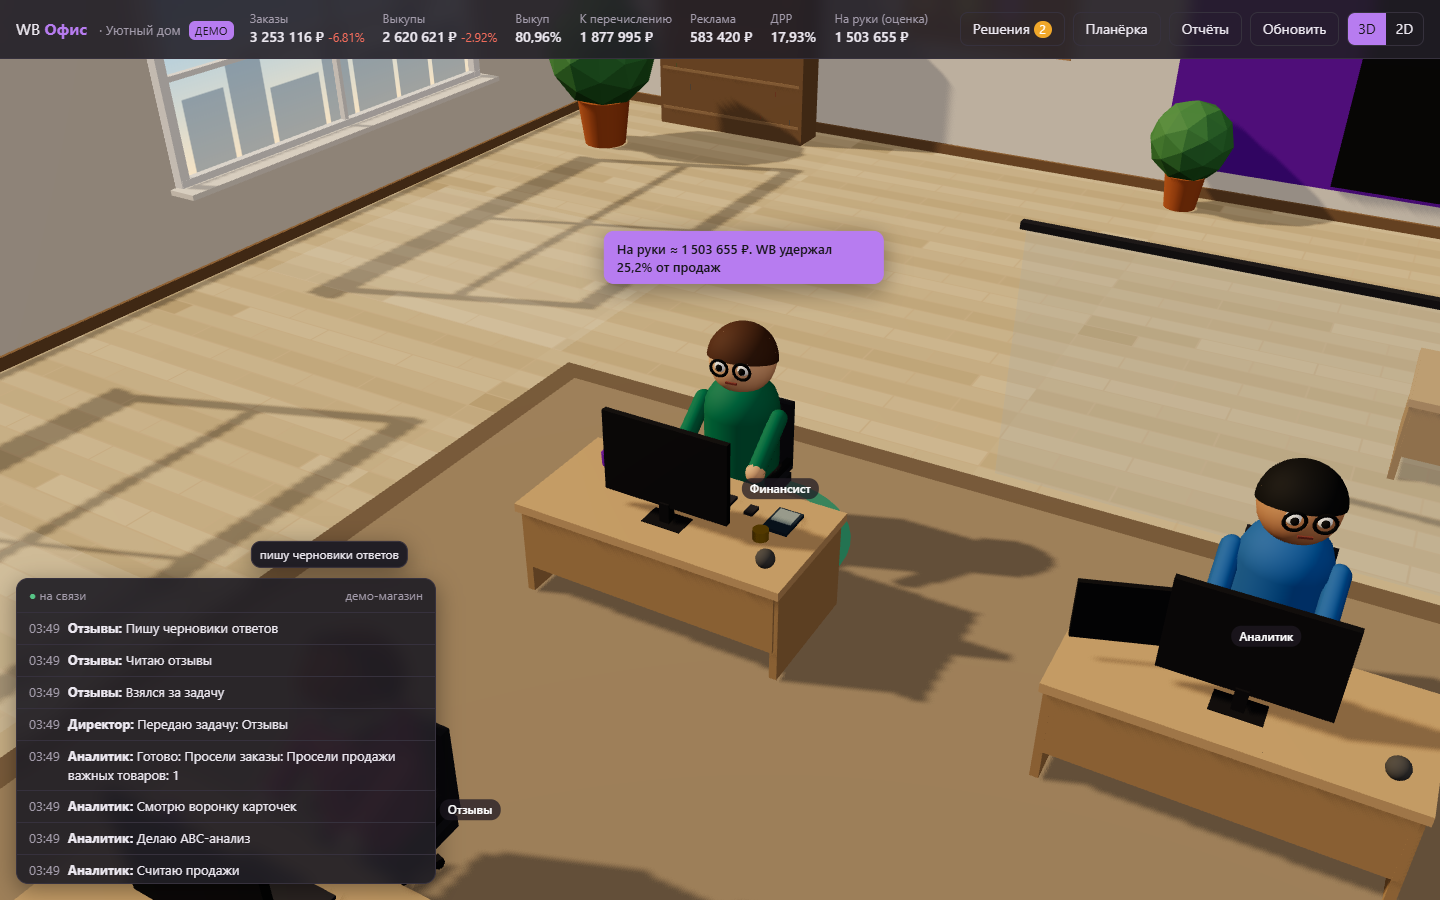 WB Офис · Уютный дом ДЕМО
Заказы
3 253 116 ₽ -6.81%
Выкупы
2 620 621 ₽ -2.92%
Выкуп
80,96%
К перечислению
1 877 995 ₽
Реклама
583 420 ₽
ДРР
17,93%
На руки (оценка)
1 503 655 ₽
Решения 2
Планёрка
Отчёты
Обновить
3D 2D
На руки ≈ 1 503 655 ₽. WB удержал
25,2% от продаж
Финансист
Аналитик
пишу черновики ответов
на связи
демо-магазин
03:49 Отзывы: Пишу черновики ответов
03:49 Отзывы: Читаю отзывы
03:49 Отзывы: Взялся за задачу
03:49 Директор: Передаю задачу: Отзывы
03:49 Аналитик: Готово: Просели заказы: Просели продажи
важных товаров: 1
03:49 Аналитик: Смотрю воронку карточек
03:49 Аналитик: Делаю ABC-анализ
03:49 Аналитик: Считаю продажи
Отзывы